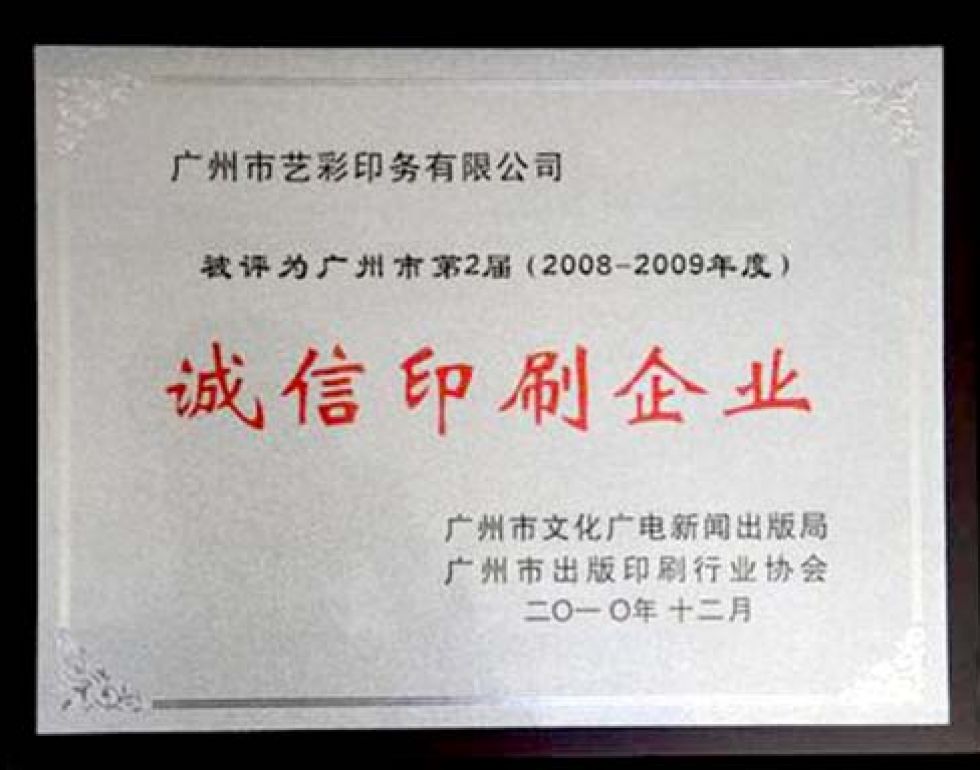 广州市艺彩印务有限公司
被评为广州市第2届(2008-2009年度)
诚信印刷企业
广州市文化广电新闻出版局
广州市出版印刷行业协会
二〇一〇年十二月